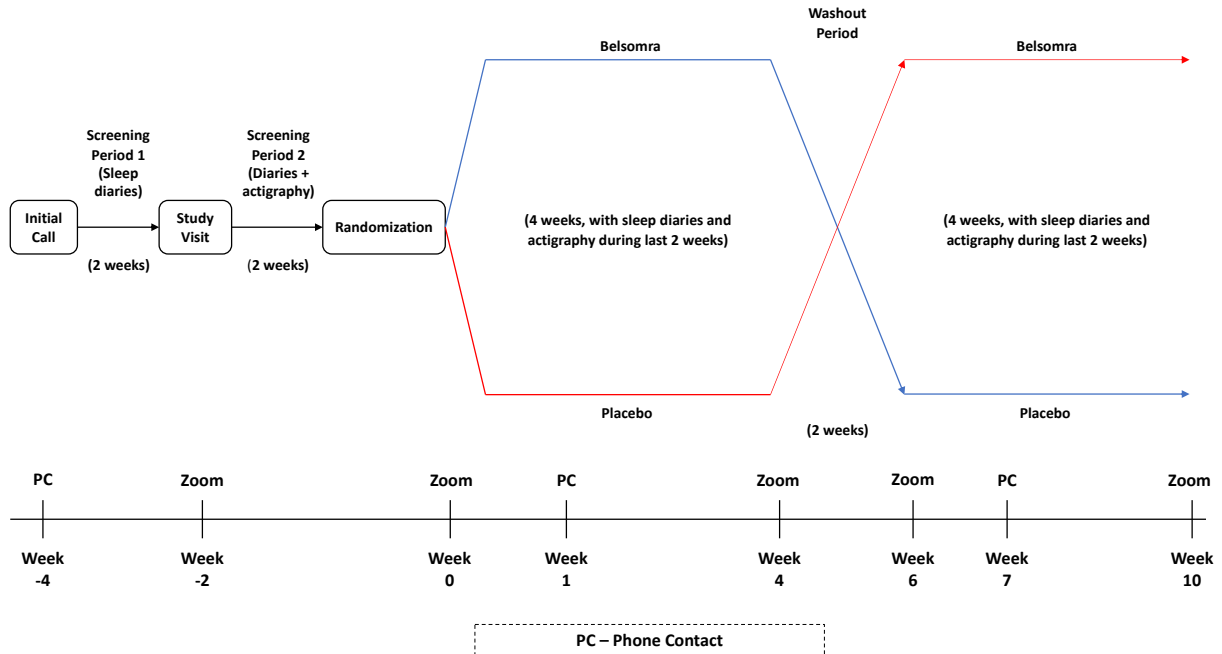 Washout
Period
Belsomra
Belsomra
Screening
Period 1
(Sleep
diaries)
Screening
Period 2
(Diaries +
actigraphy)
Initial
Call
Study
Visit
Randomization
(4 weeks, with sleep diaries and
actigraphy during last 2 weeks)
(4 weeks, with sleep diaries and
actigraphy during last 2 weeks)
(2 weeks)
(2 weeks)
Placebo
Placebo
(2 weeks)
PC
Zoom
Zoom
PC
Zoom
Zoom
PC
Zoom
Week
-4
Week
-2
Week
0
Week
1
Week
4
Week
6
Week
7
Week
10
PC – Phone Contact